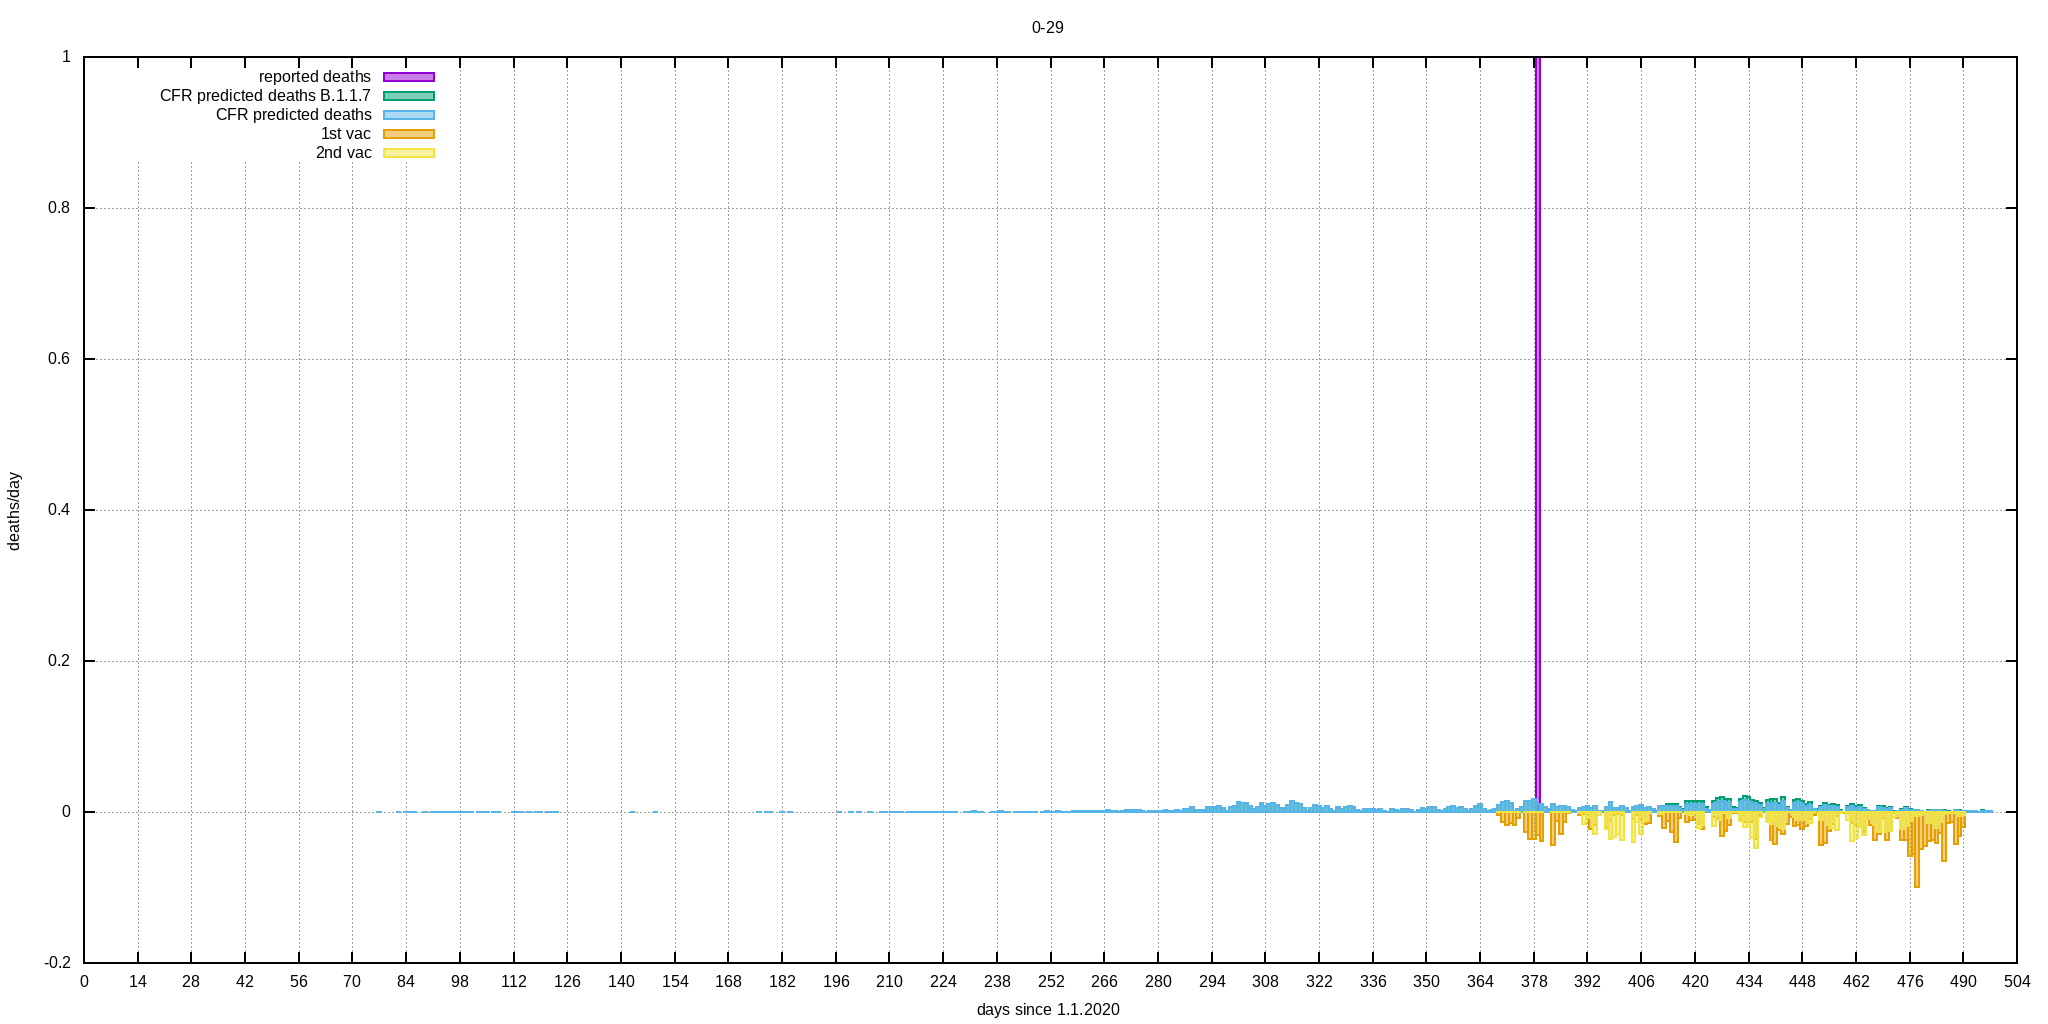 0-29
1
reported deaths
CFR predicted deaths B.1.1.7
CFR predicted deaths
1st vac
2nd vac
0.8
0.6
deaths/day
0.4
0.2
0
-0.2
0 14 28 42 56 70 84 98 112 126 140 154 168 182 196 210 224 238 252 266 280 294 308 322 336 350 364 378 392 406 420 434 448 462 476 490 504
days since 1.1.2020